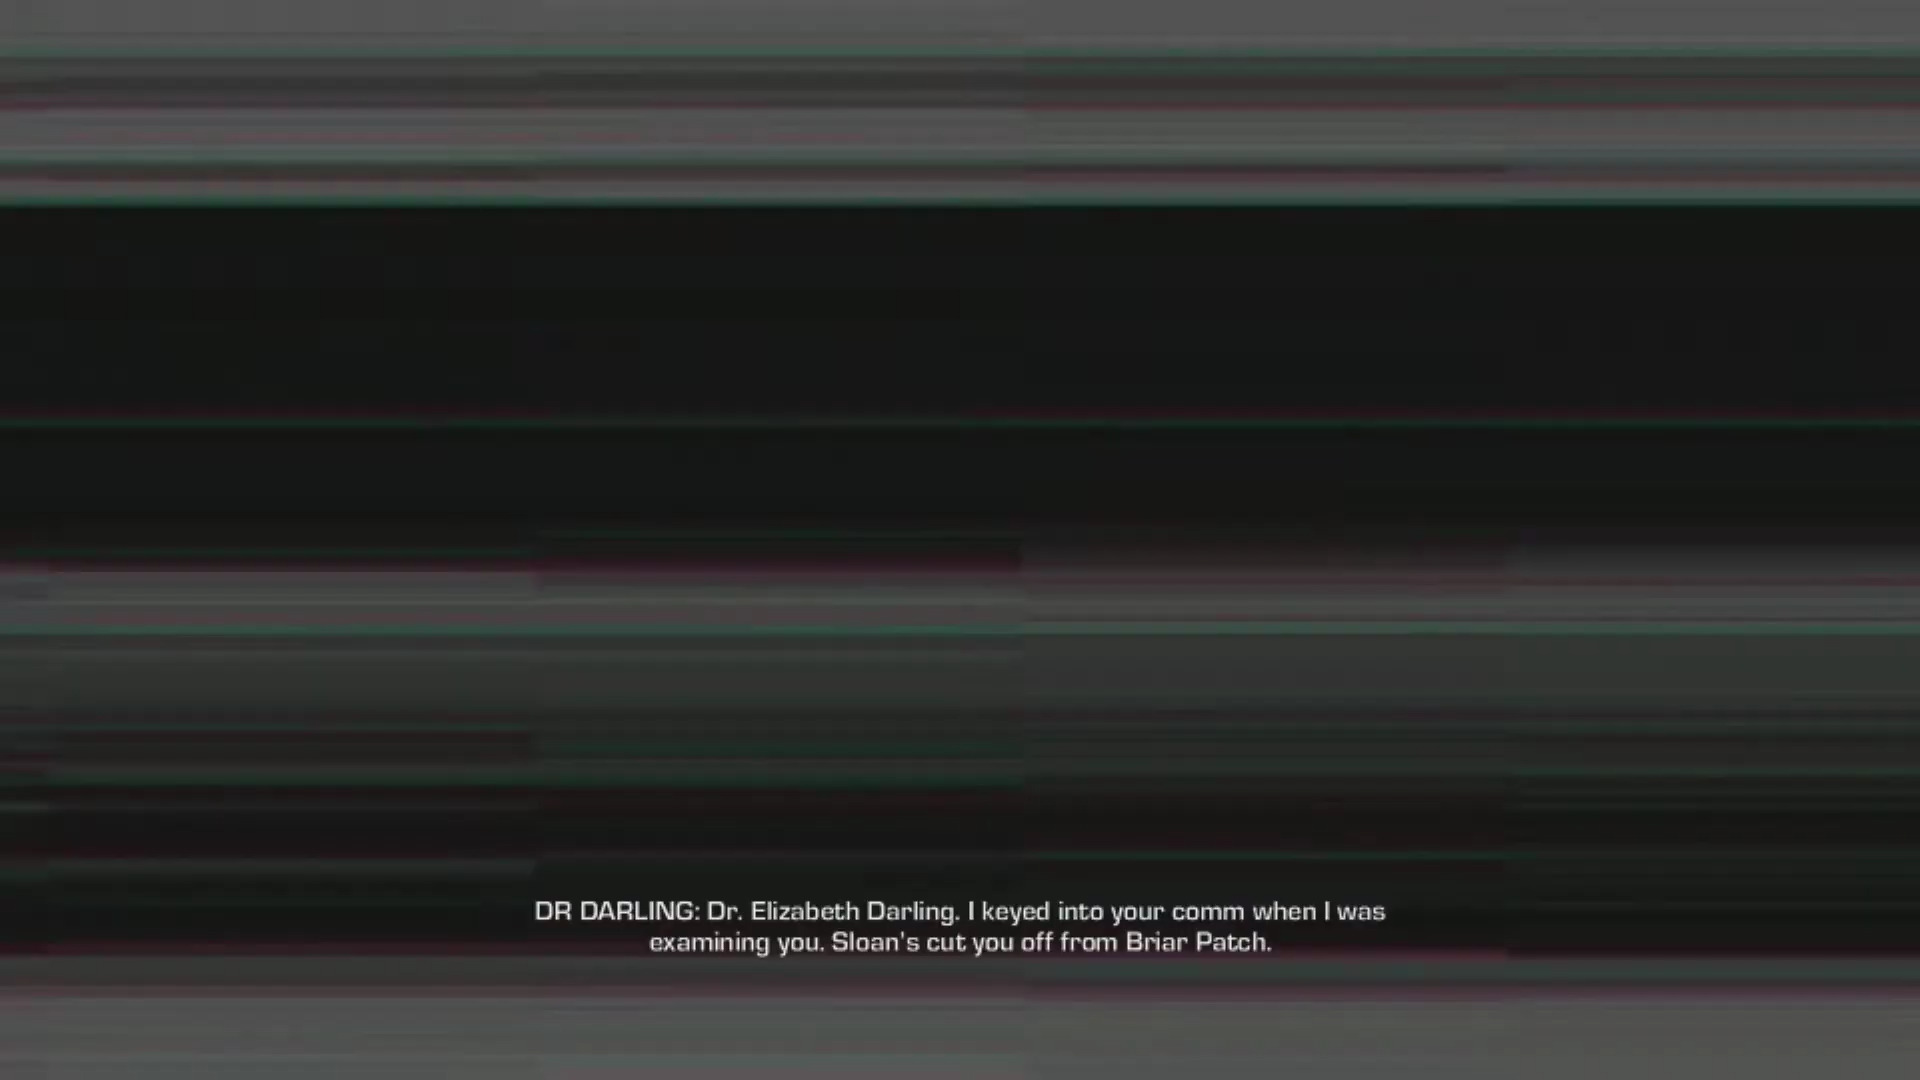 DR DARLING: Dr. Elizabeth Darling. I keyed into your comm when I was
examining you. Sloan's cut you off from Briar Patch.